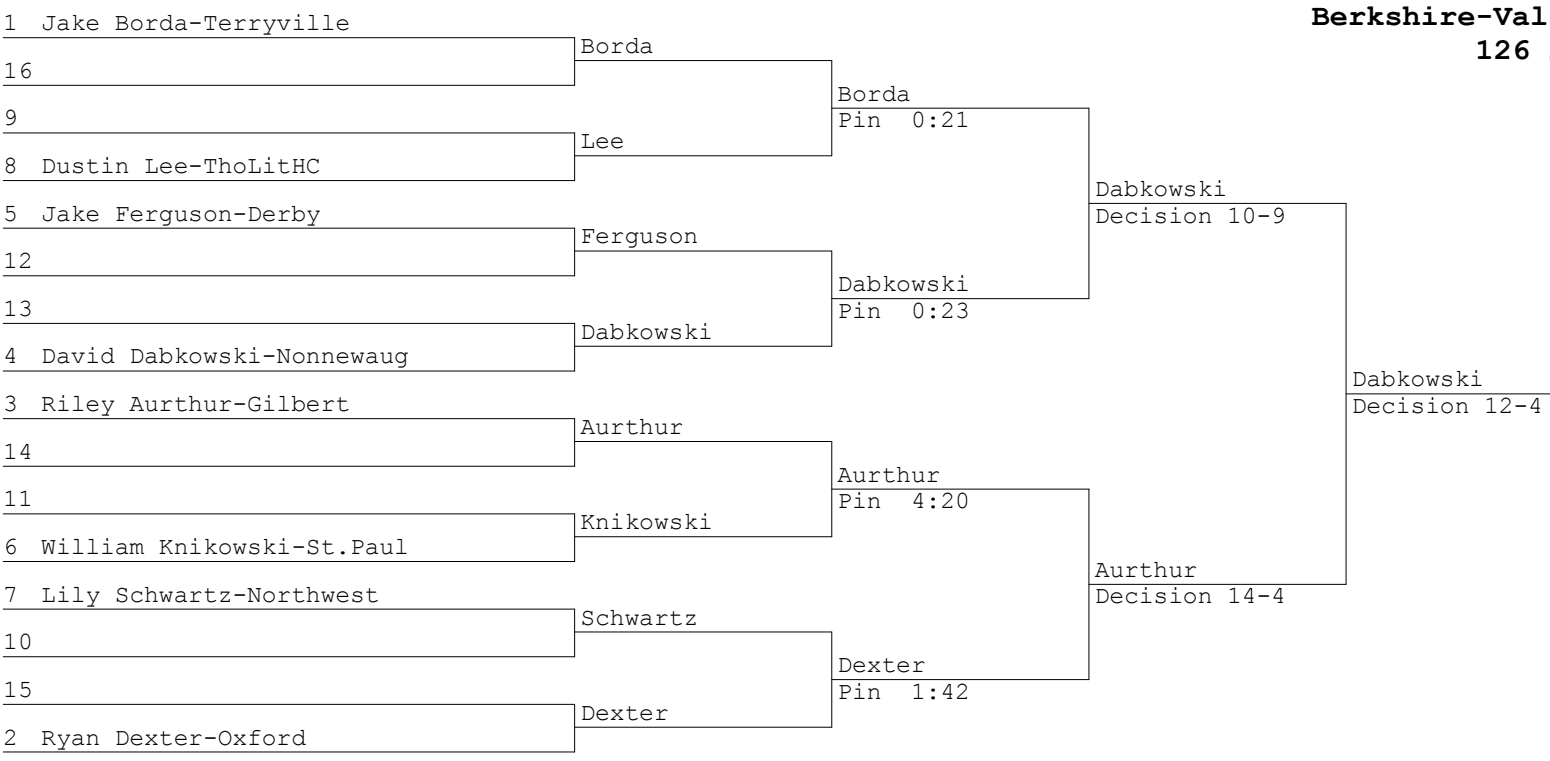 Berkshire-Val
126
1 Jake Borda-Terryville
Borda
16
Borda
Pin 0:21
9
Lee
8 Dustin Lee-ThoLitHC
Dabkowski
Decision 10-9
5 Jake Ferguson-Derby
Ferguson
12
Dabkowski
Pin 0:23
13
Dabkowski
4 David Dabkowski-Nonnewaug
Dabkowski
Decision 12-4
3 Riley Aurthur-Gilbert
Aurthur
14
Aurthur
Pin 4:20
11
Knikowski
6 William Knikowski-St.Paul
Aurthur
Decision 14-4
7 Lily Schwartz-Northwest
Schwartz
10
Dexter
Pin 1:42
15
Dexter
2 Ryan Dexter-Oxford